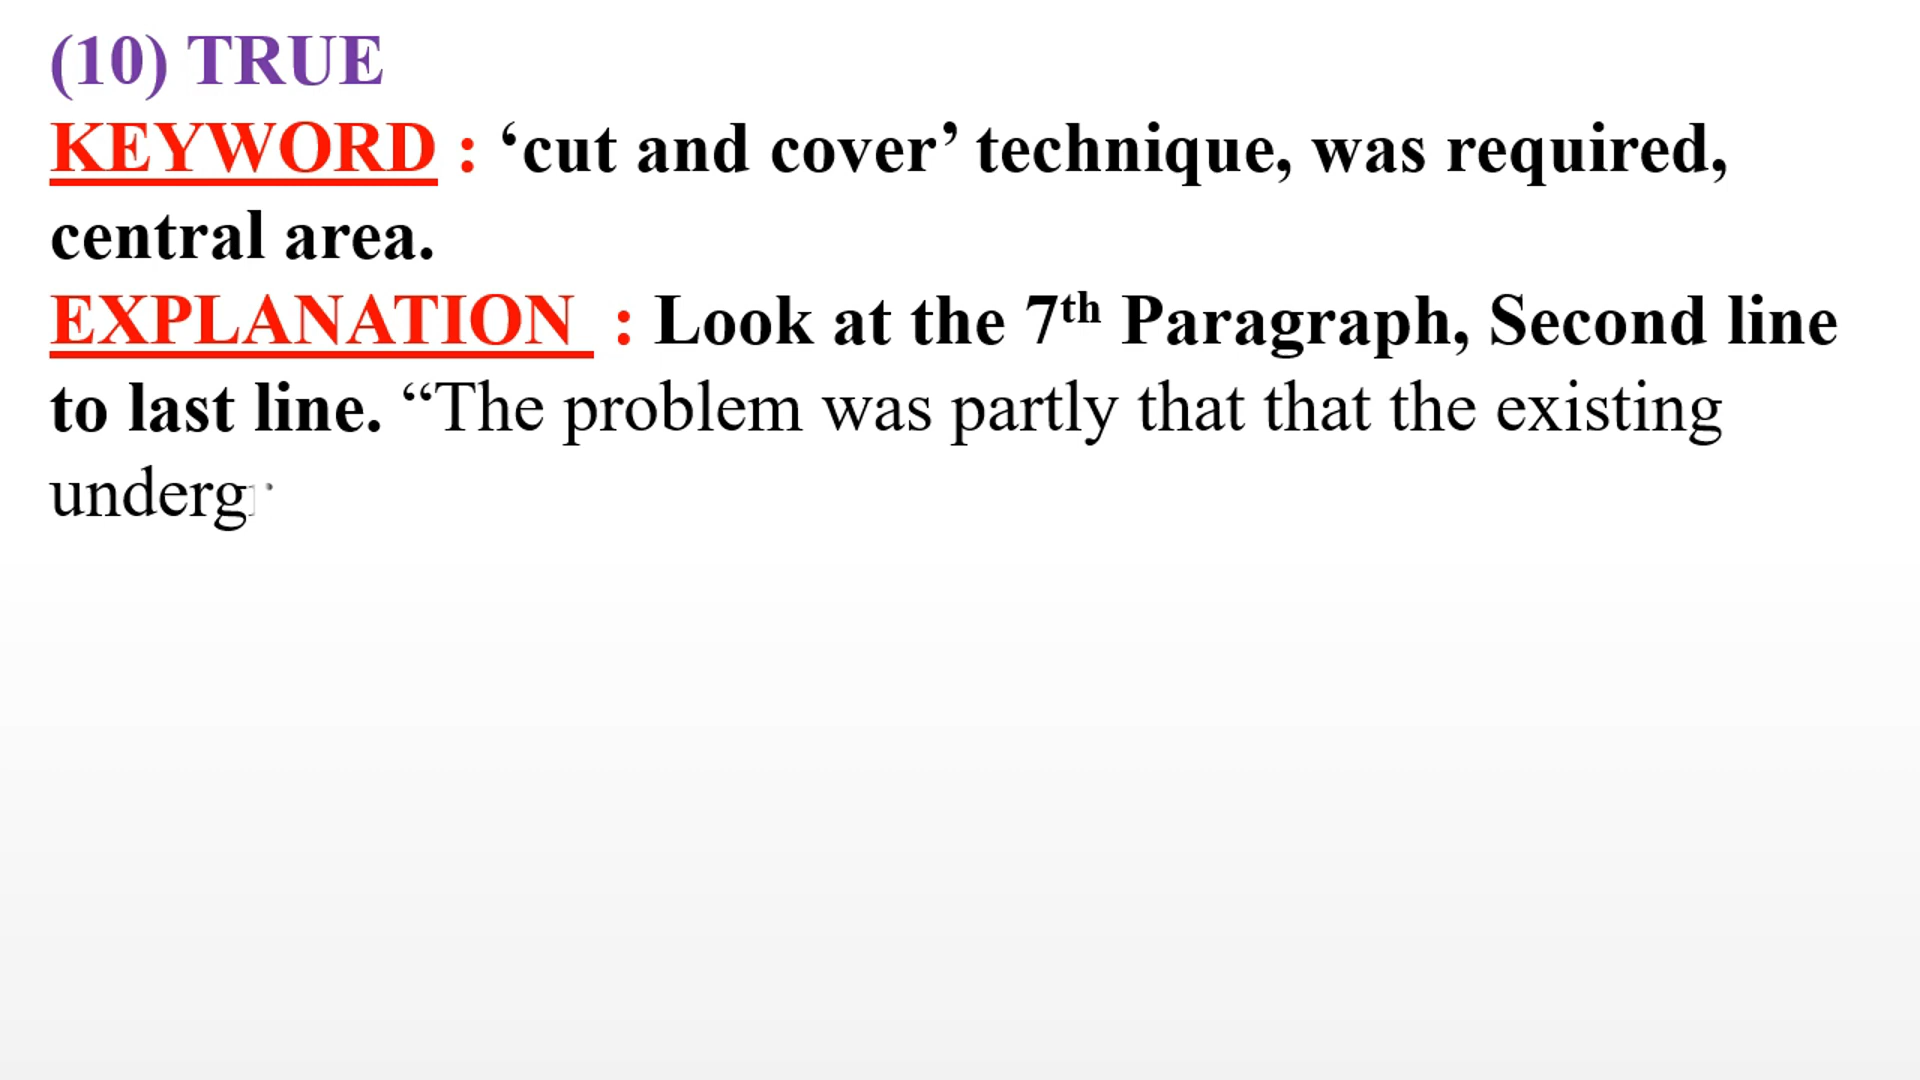 (10) TRUE
KEYWORD : ‘cut and cover’ technique, was required,
central area.
EXPLANATION : Look at the 7th Paragraph, Second line
to last line. “The problem was partly that that the existing